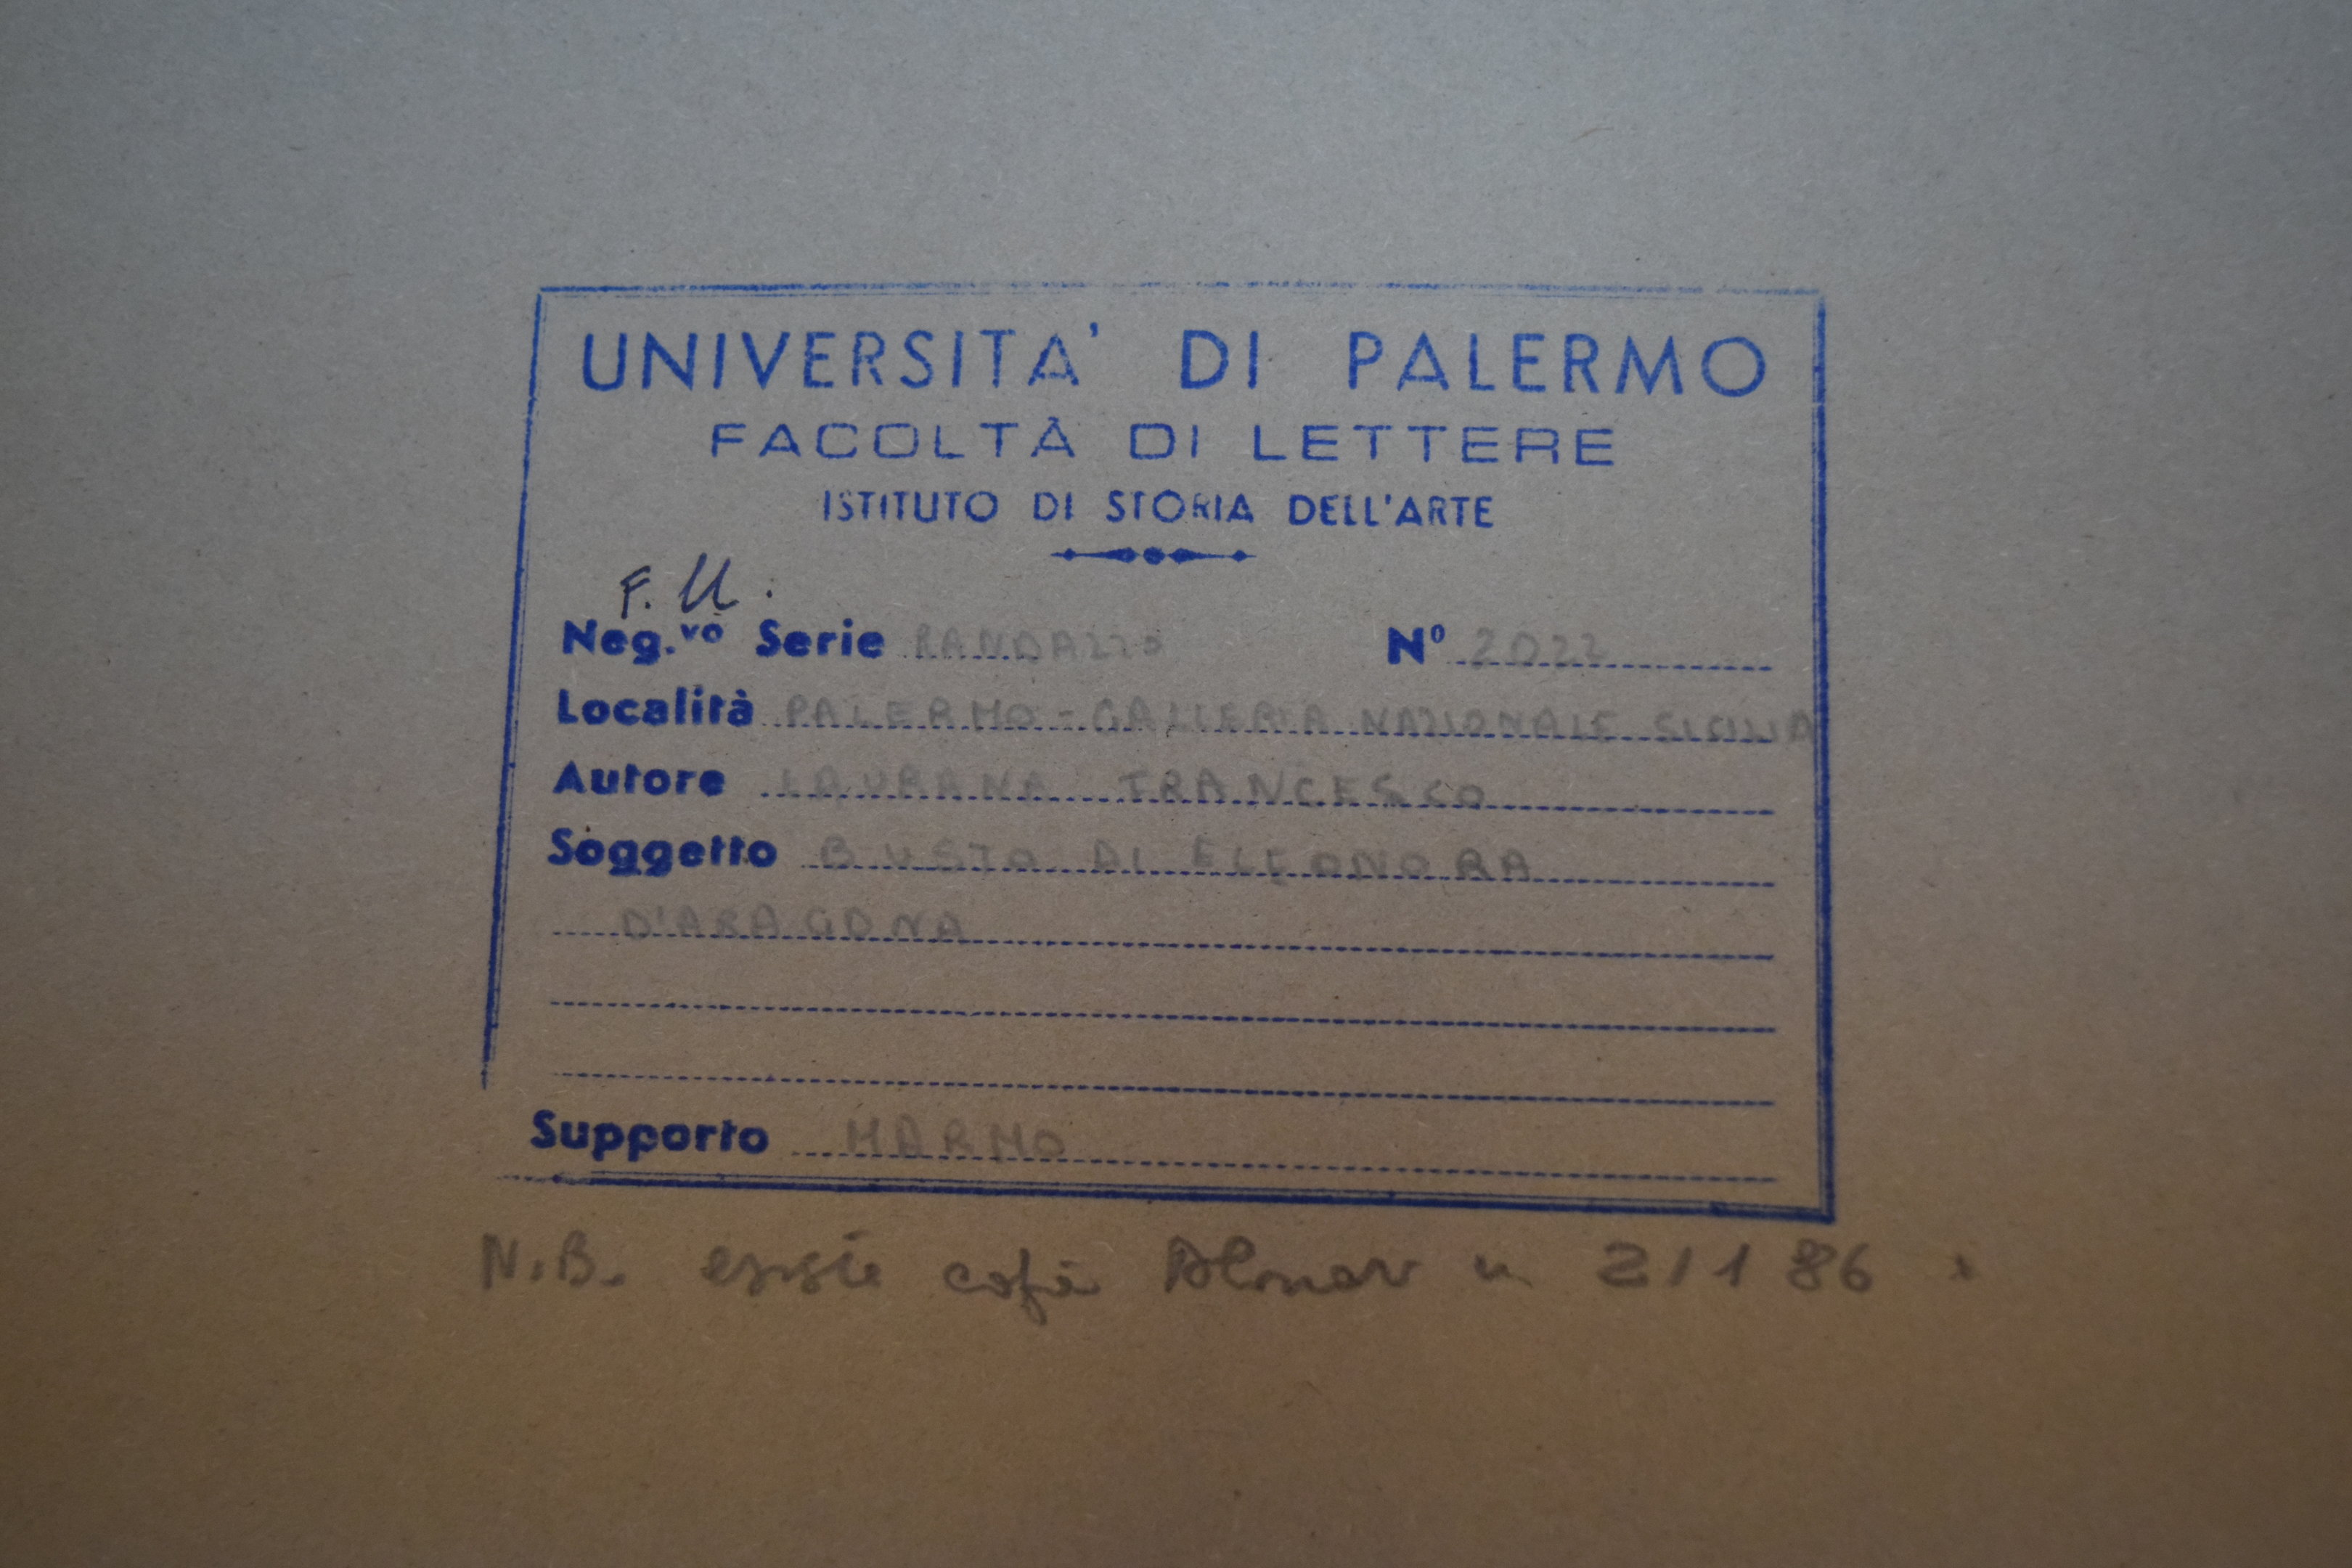 UNIVERSITA' DI PALERMO
FACOLTÀ DI LETTERE
ISTITUTO DI STORIA DELL'ARTE
F. U.
Neg.vo Serie RANDAZZO N° 2022
Località PALERMO - GALLERIA NAZIONALE SICILIA
Autore LAURANA FRANCESCO
Soggetto BUSTO DI ELEONORA
D'ARAGONA
Supporto MARMO
N.B. esiste copia n. 21186.